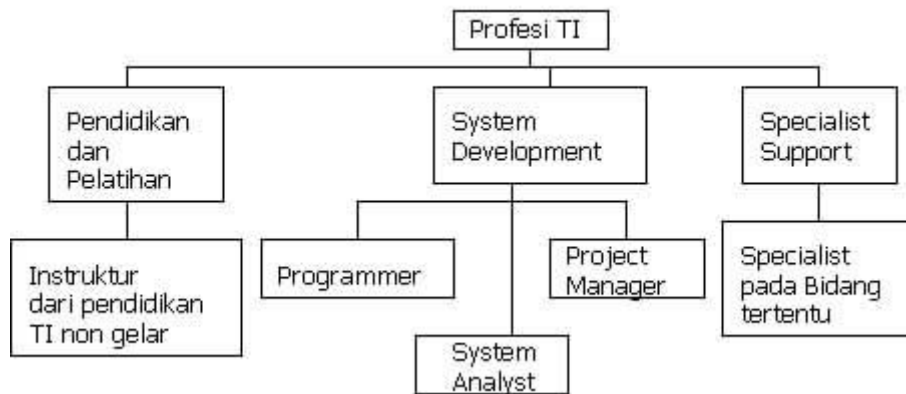 Profesi TI
Pendidikan
dan
Pelatihan
System
Development
Specialist
Support
Instruktur
dari pendidikan
TI non gelar
Programmer
Project
Manager
Specialist
pada Bidang
tertentu
System
Analyst